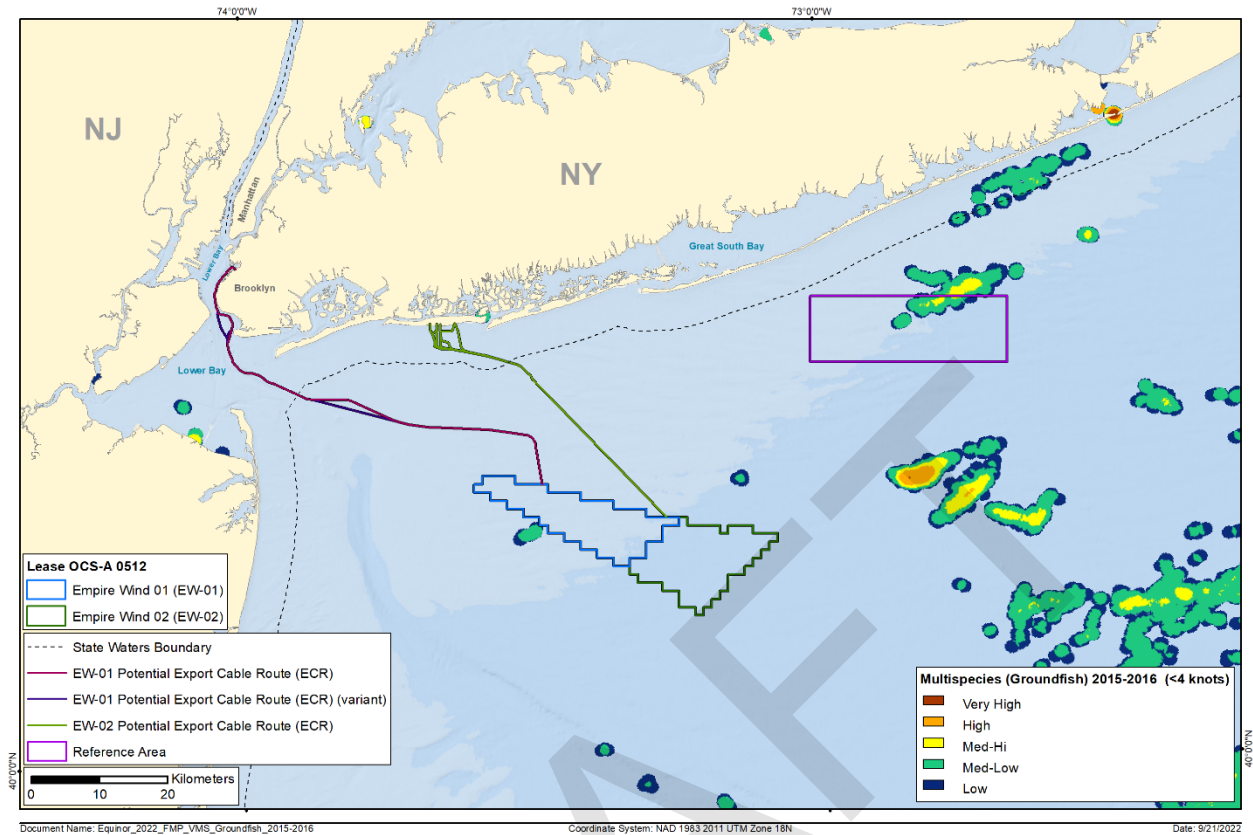 74°0'0"W
73°0'0"W
NJ
NY
Manhattan
Lower Bay
Brooklyn
Great South Bay
Lower Bay
DRAFT
Lease OCS-A 0512
Empire Wind 01 (EW-01)
Empire Wind 02 (EW-02)
State Waters Boundary
EW-01 Potential Export Cable Route (ECR)
EW-01 Potential Export Cable Route (ECR) (variant)
EW-02 Potential Export Cable Route (ECR)
Reference Area
Kilometers
0 10 20
Multispecies (Groundfish) 2015-2016 (<4 knots)
Very High
High
Med-Hi
Med-Low
Low
40°0'0"N
40°0'0"N
Document Name: Equinor_2022_FMP_VMS_Groundfish_2015-2016
Coordinate System: NAD 1983 2011 UTM Zone 18N
Date: 9/21/2022